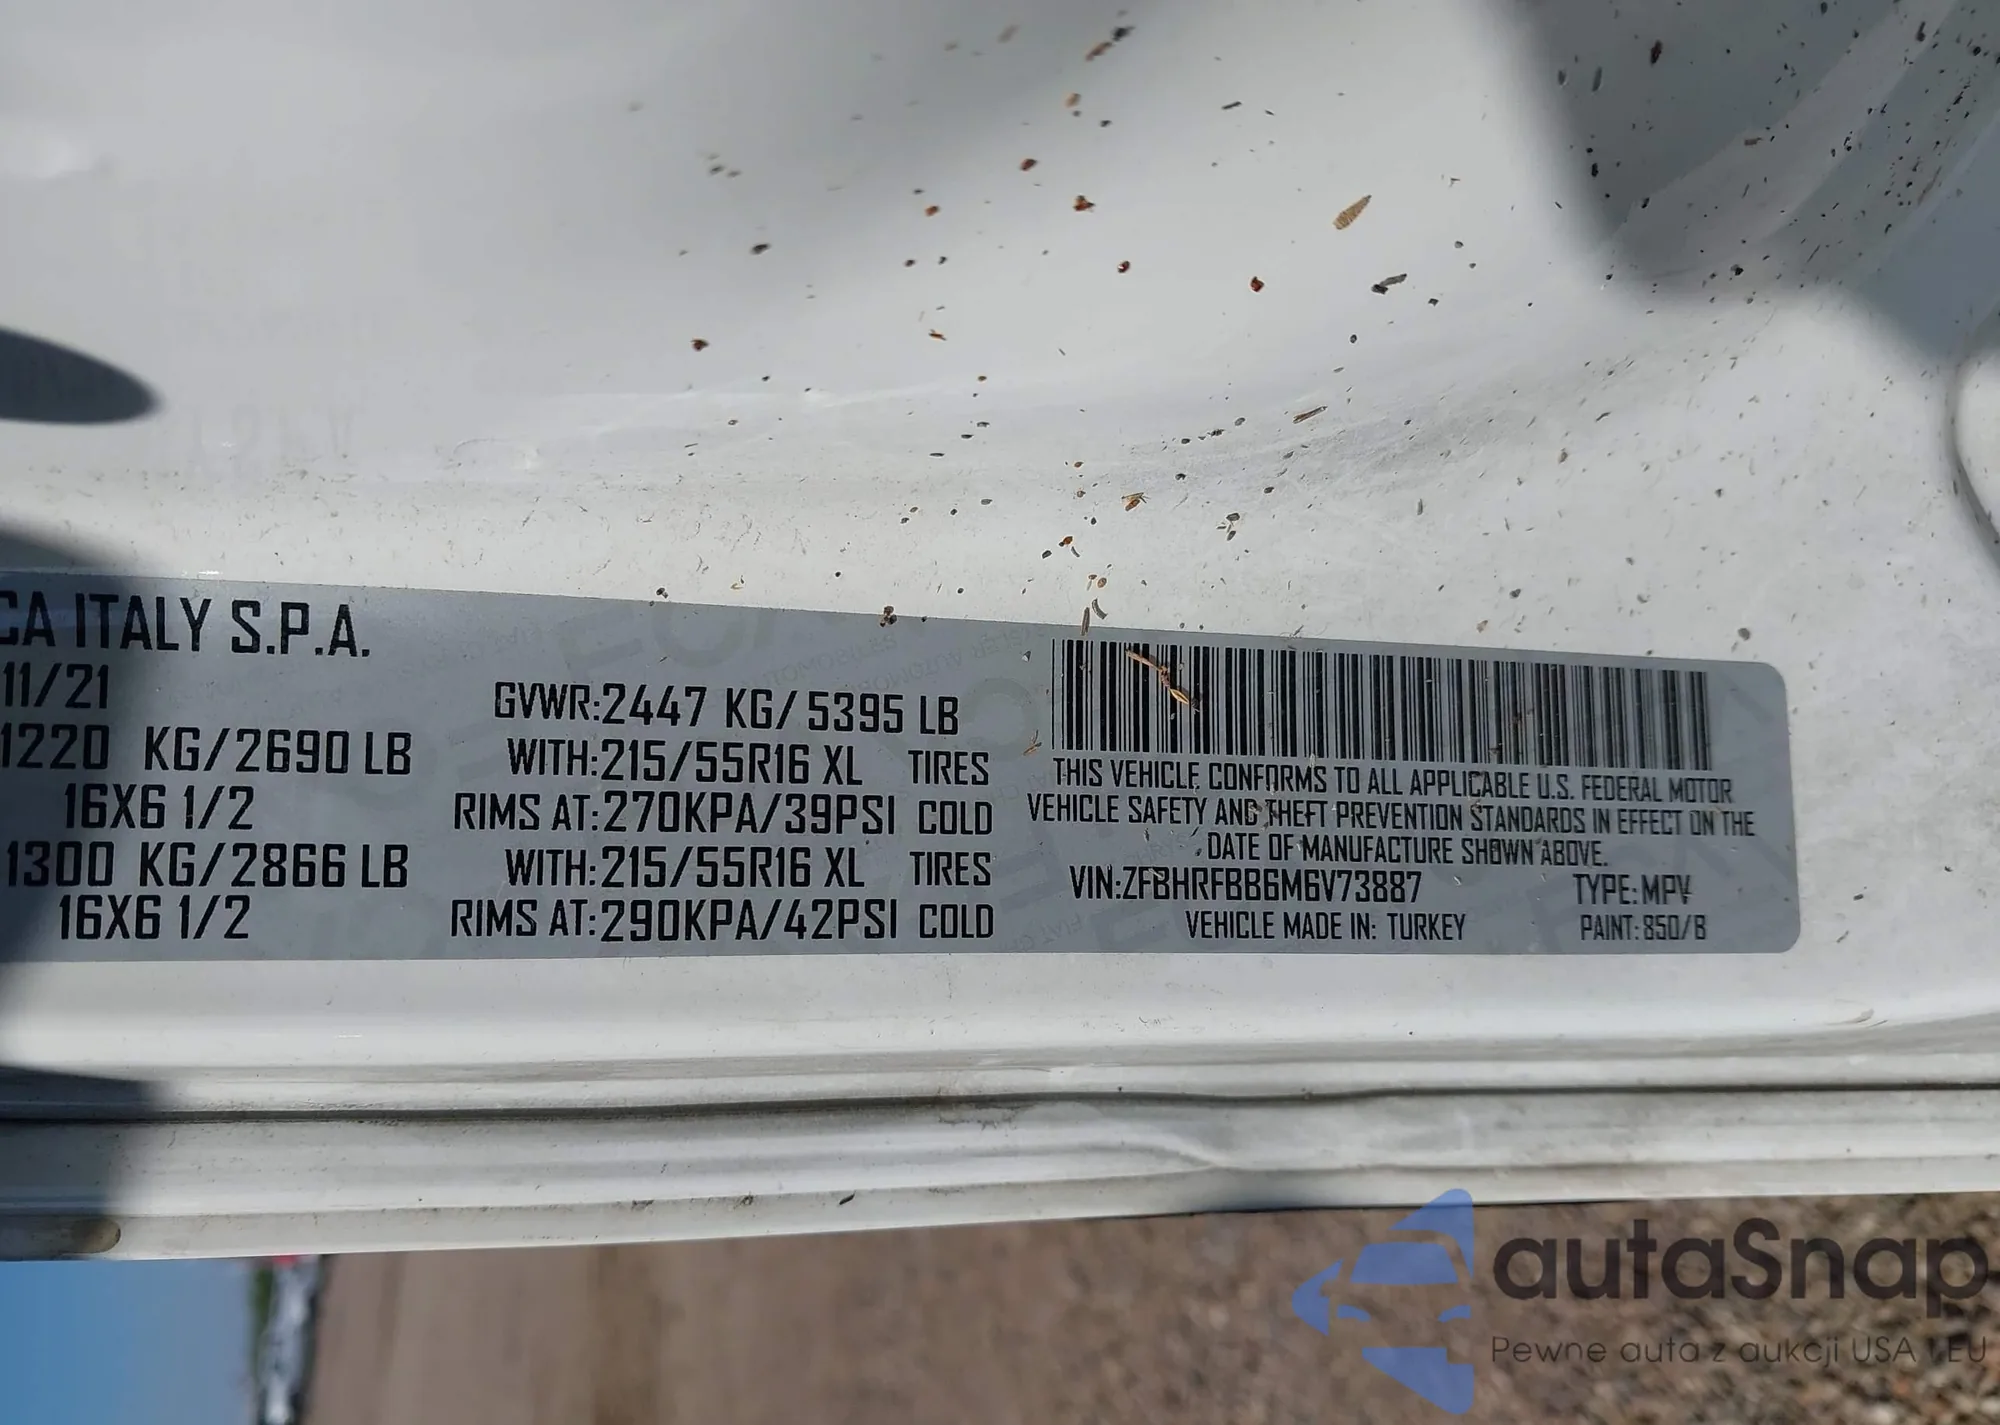 CA ITALY S.P.A.
11/21
GVWR:2447 KG/5395 LB
1220 KG/2690 LB WITH:215/55R16 XL TIRES
16X6 1/2 RIMS AT:270KPA/39PSI COLD
1300 KG/2866 LB WITH:215/55R16 XL TIRES
16X6 1/2 RIMS AT:290KPA/42PSI COLD
THIS VEHICLE CONFORMS TO ALL APPLICABLE U.S. FEDERAL MOTOR
VEHICLE SAFETY AND THEFT PREVENTION STANDARDS IN EFFECT ON THE
DATE OF MANUFACTURE SHOWN ABOVE.
VIN:ZFBHRFBB6M6V73887 TYPE:MPV
VEHICLE MADE IN: TURKEY PAINT:850/B
autaSnap
Pewne auta z aukcji USA i EU